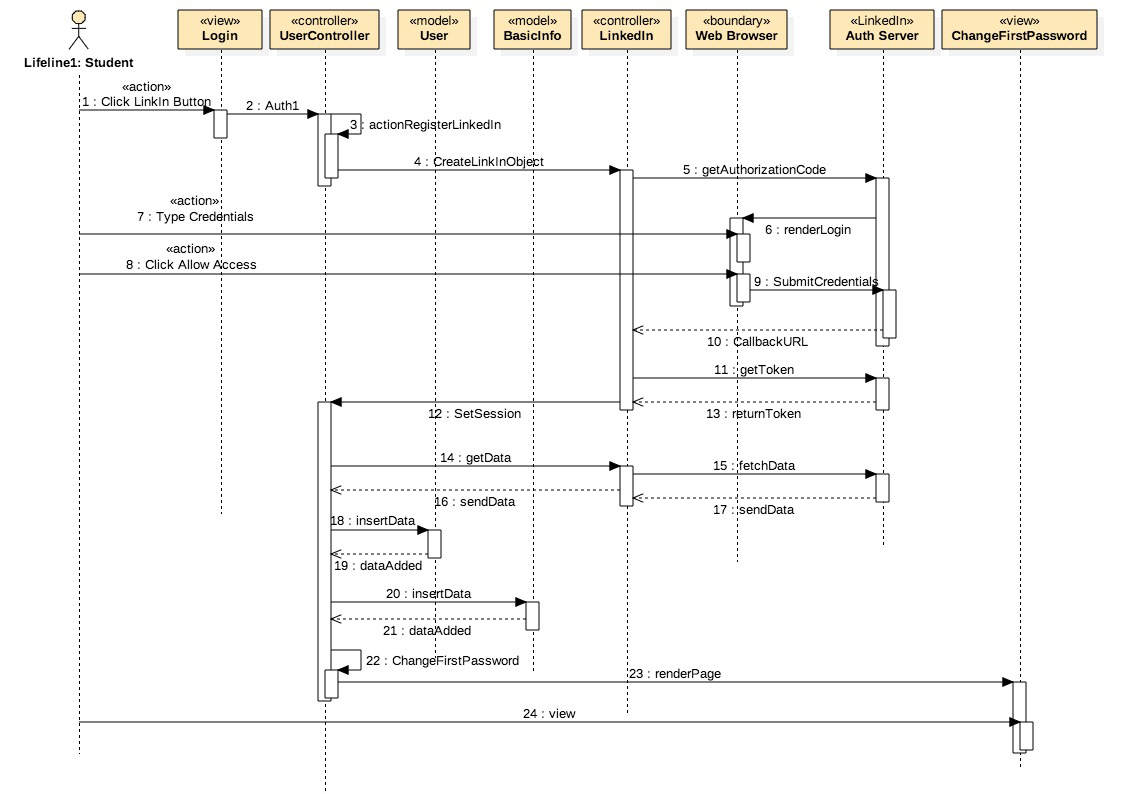 «view»
Login
«controller»
UserController
«model»
User
«model»
BasicInfo
«controller»
LinkedIn
«boundary»
Web Browser
«LinkedIn»
Auth Server
«view»
ChangeFirstPassword
Lifeline1: Student
«action»
1 : Click LinkIn Button
2 : Auth1
3 : actionRegisterLinkedIn
4 : CreateLinkInObject
5 : getAuthorizationCode
«action»
7 : Type Credentials
6 : renderLogin
«action»
8 : Click Allow Access
9 : SubmitCredentials
10 : CallbackURL
11 : getToken
12 : SetSession
13 : returnToken
14 : getData
15 : fetchData
16 : sendData
17 : sendData
18 : insertData
19 : dataAdded
20 : insertData
21 : dataAdded
22 : ChangeFirstPassword
23 : renderPage
24 : view